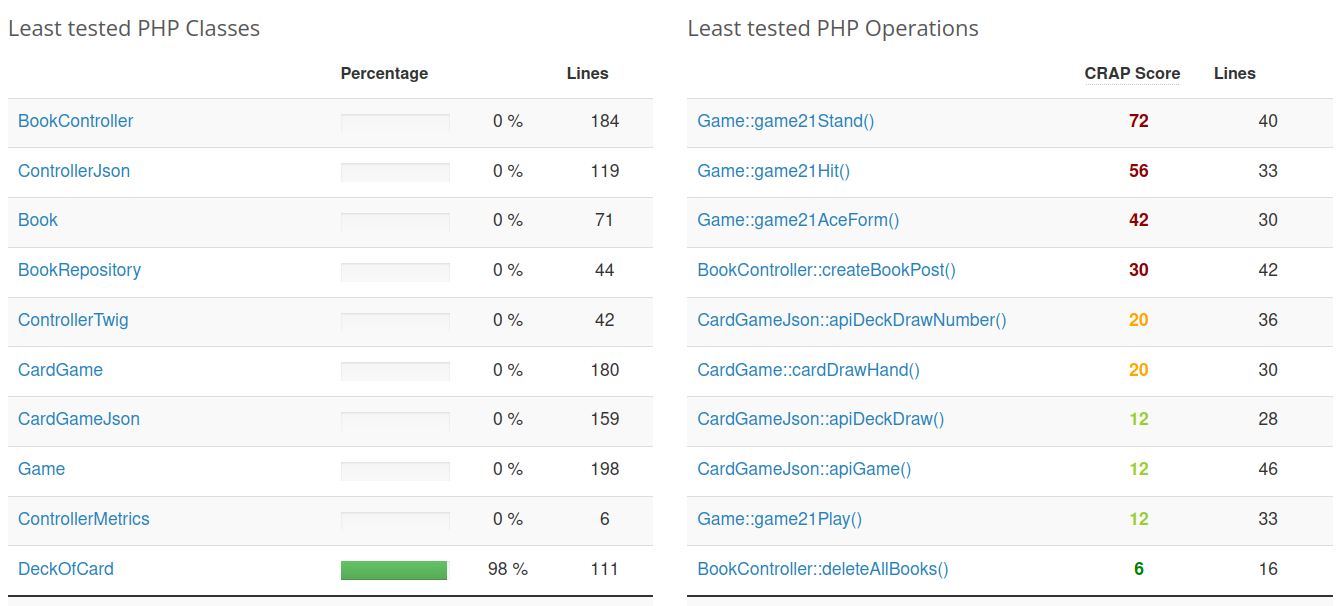 Least tested PHP Classes
Percentage Lines
BookController 0 % 184
ControllerJson 0 % 119
Book 0 % 71
BookRepository 0 % 44
ControllerTwig 0 % 42
CardGame 0 % 180
CardGameJson 0 % 159
Game 0 % 198
ControllerMetrics 0 % 6
DeckOfCard 98 % 111
Least tested PHP Operations
CRAP Score Lines
Game::game21Stand() 72 40
Game::game21Hit() 56 33
Game::game21AceForm() 42 30
BookController::createBookPost() 30 42
CardGameJson::apiDeckDrawNumber() 20 36
CardGame::cardDrawHand() 20 30
CardGameJson::apiDeckDraw() 12 28
CardGameJson::apiGame() 12 46
Game::game21Play() 12 33
BookController::deleteAllBooks() 6 16